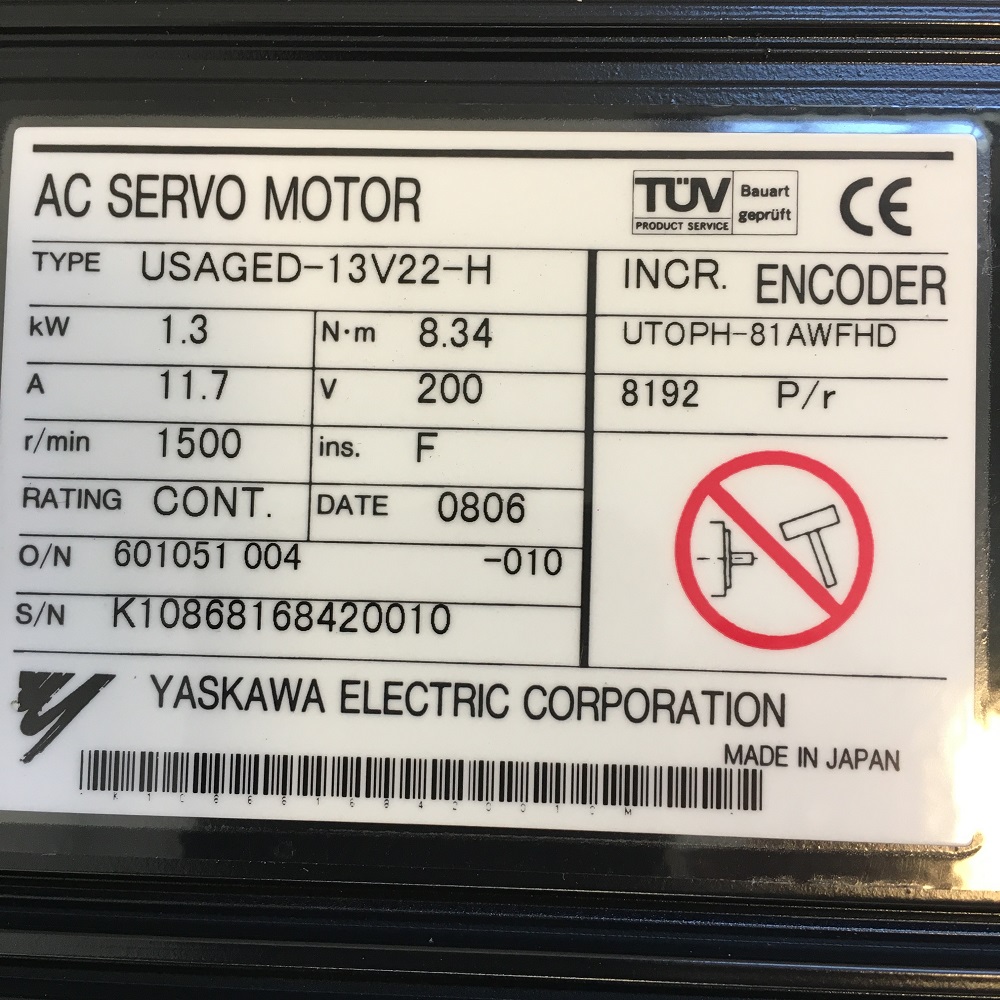 AC SERVO MOTOR
TÜV
PRODUCT SERVICE
Bauart
geprüft
CE
TYPE USAGED-13V22-H
kW 1.3 N·m 8.34
A 11.7 V 200
r/min 1500 ins. F
RATING CONT. DATE 0806
O/N 601051 004 -010
S/N K10868168420010
INCR. ENCODER
UTOPH-81AWFHD
8192 P/r
YASKAWA ELECTRIC CORPORATION
MADE IN JAPAN